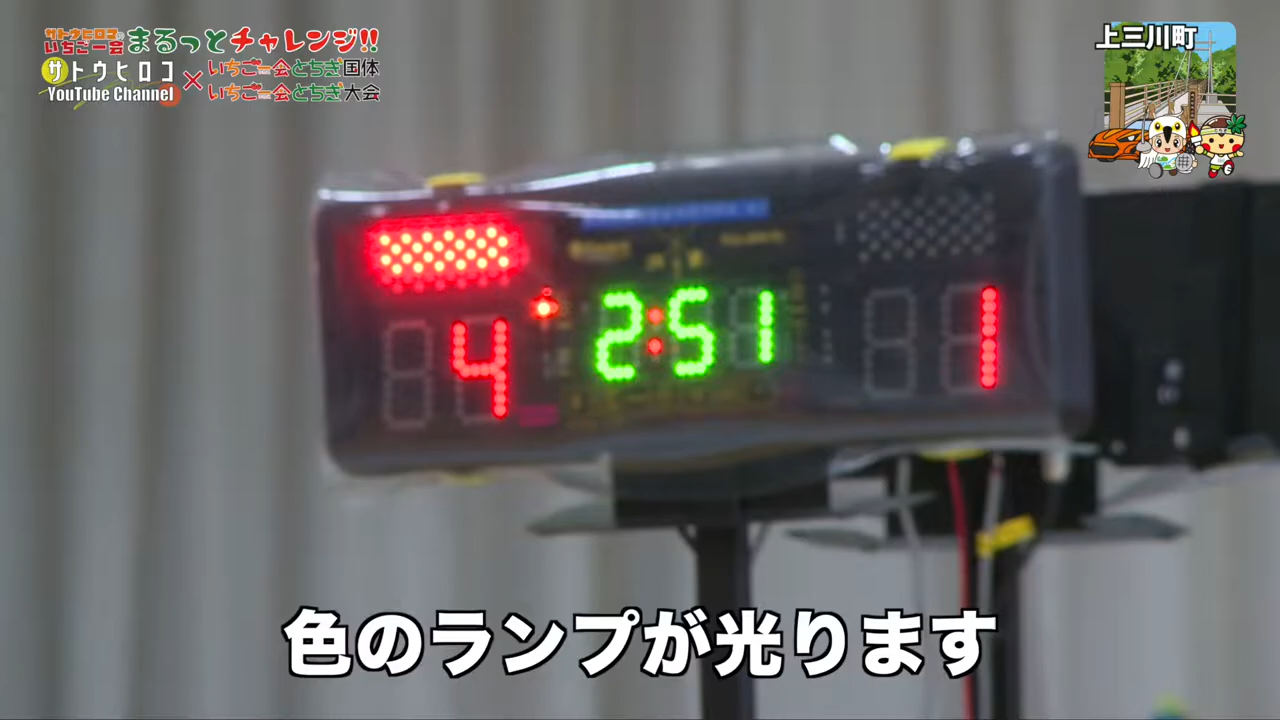 サトウヒロコの
いちご一会 まるっとチャレンジ!!
サトウヒロコ
YouTube Channel
×
いちご一会とちぎ国体
いちご一会とちぎ大会
上三川町
4 2:51 1
色のランプが光ります